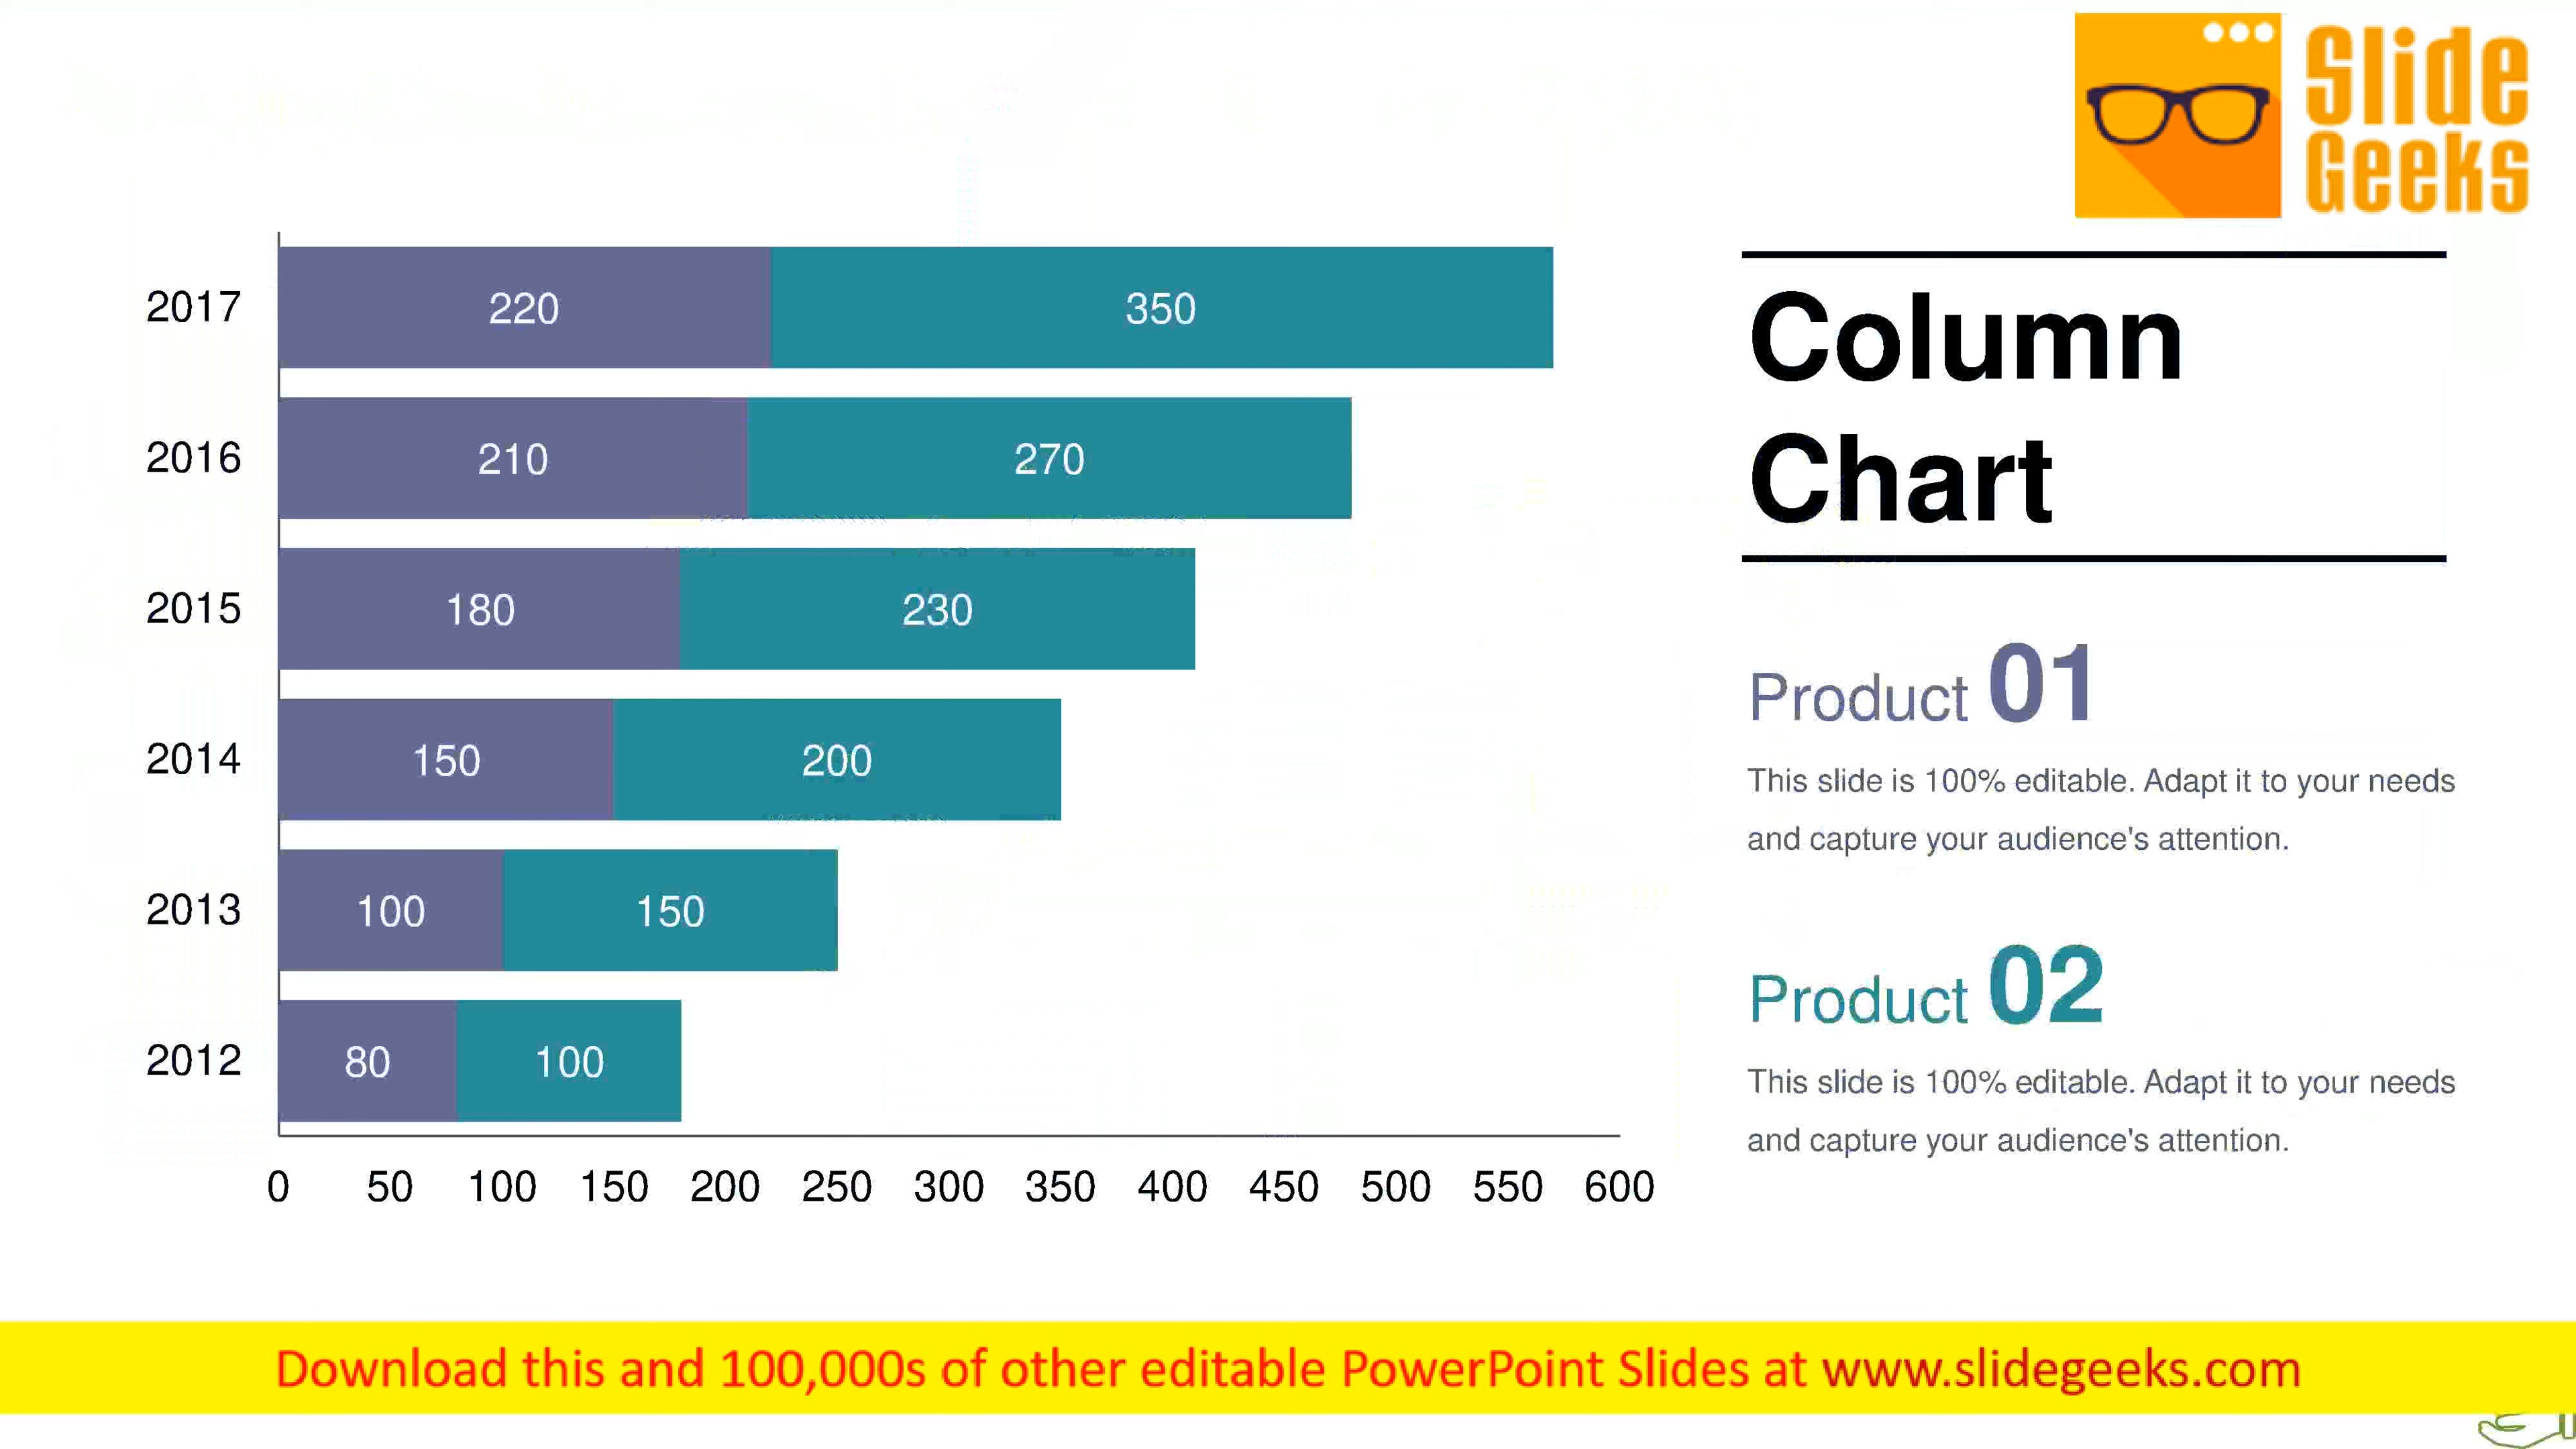 Slide
Geeks
2017 220 350
2016 210 270
2015 180 230
2014 150 200
2013 100 150
2012 80 100
0 50 100 150 200 250 300 350 400 450 500 550 600
Column
Chart
Product 01
This slide is 100% editable. Adapt it to your needs
and capture your audience's attention.
Product 02
This slide is 100% editable. Adapt it to your needs
and capture your audience's attention.
Download this and 100,000s of other editable PowerPoint Slides at www.slidegeeks.com